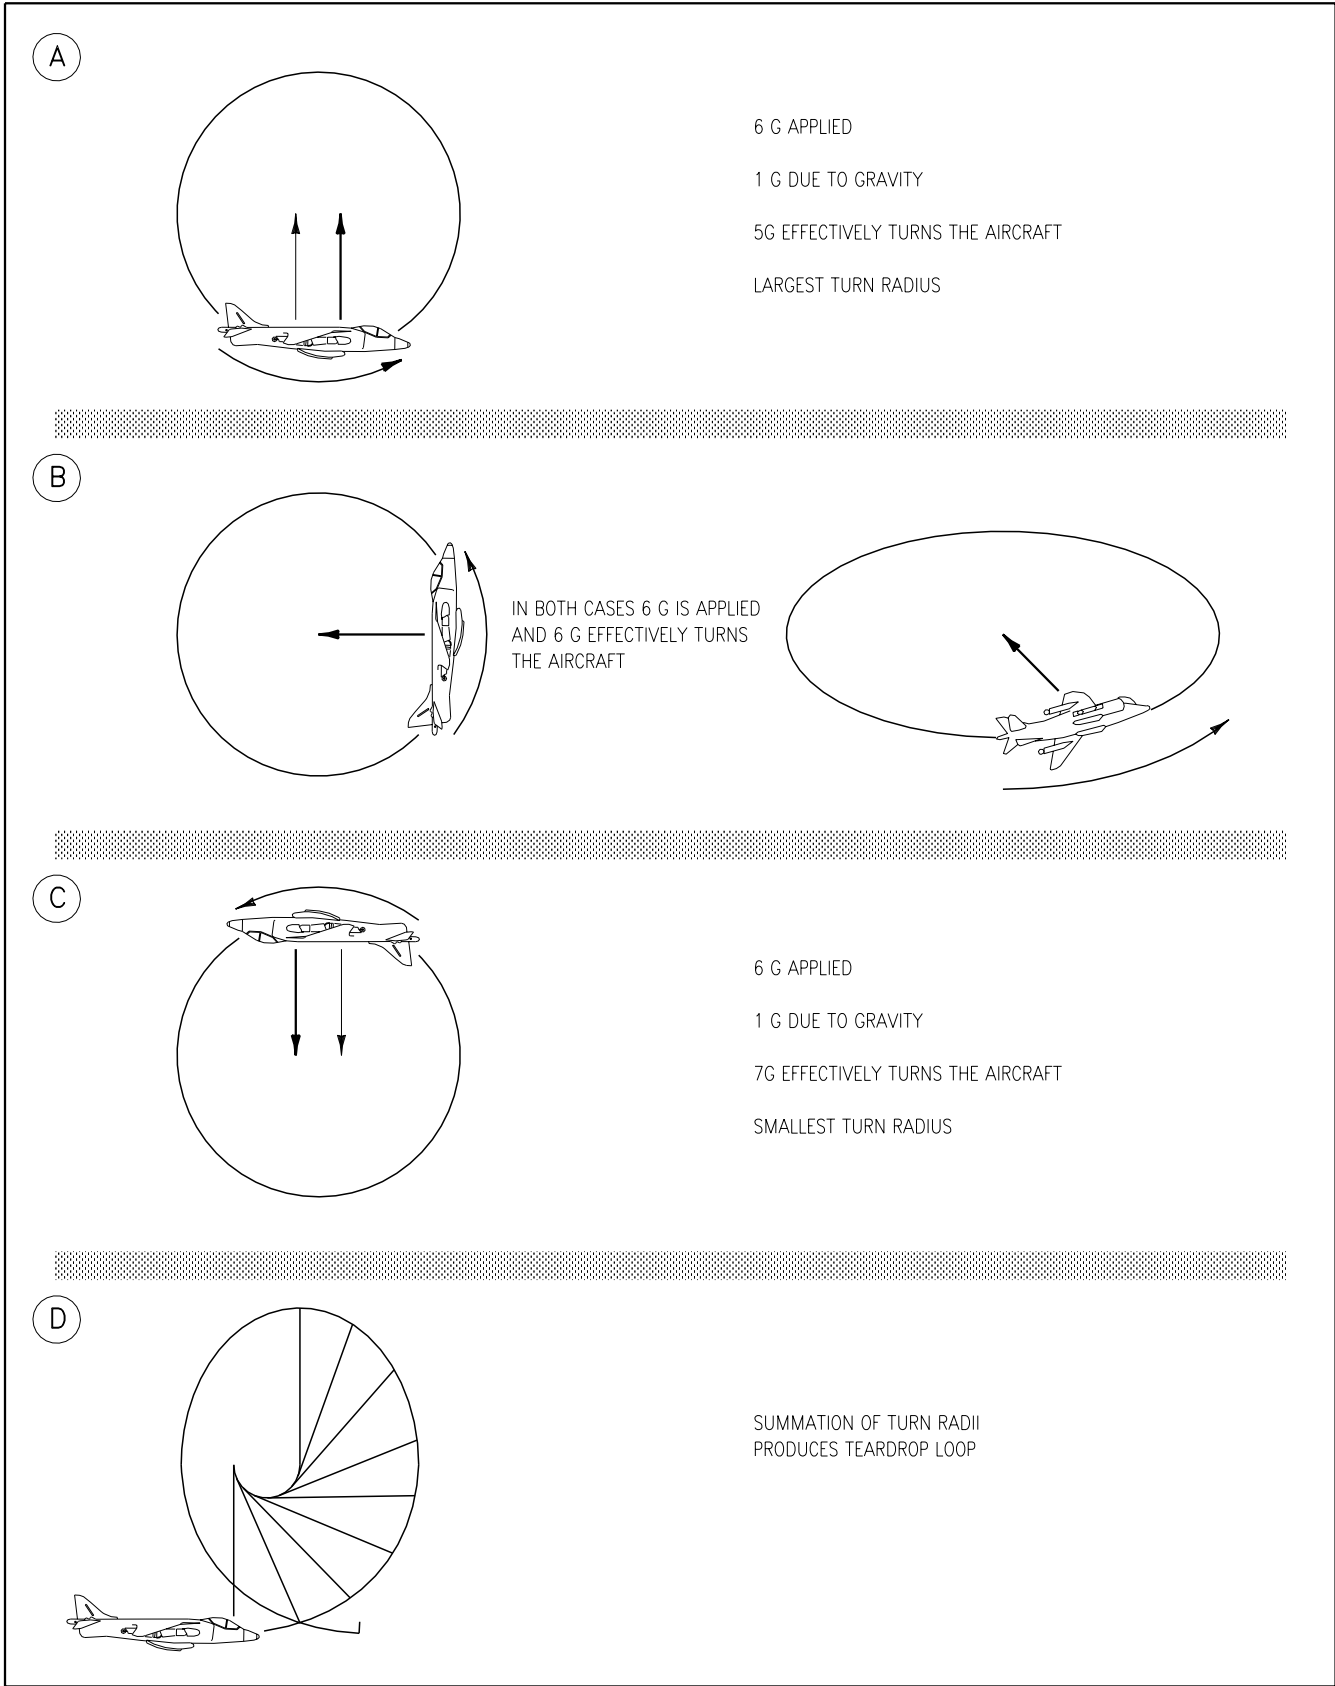 A
6 G APPLIED
1 G DUE TO GRAVITY
5G EFFECTIVELY TURNS THE AIRCRAFT
LARGEST TURN RADIUS
B
IN BOTH CASES 6 G IS APPLIED
AND 6 G EFFECTIVELY TURNS
THE AIRCRAFT
C
6 G APPLIED
1 G DUE TO GRAVITY
7G EFFECTIVELY TURNS THE AIRCRAFT
SMALLEST TURN RADIUS
D
SUMMATION OF TURN RADII
PRODUCES TEARDROP LOOP